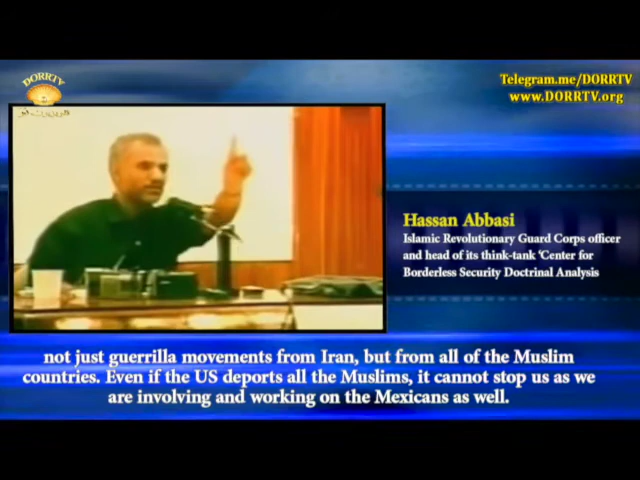 DORRTV
Telegram.me/DORRTV
www.DORRTV.org
Hassan Abbasi
Islamic Revolutionary Guard Corps officer
and head of its think-tank 'Center for
Borderless Security Doctrinal Analysis
not just guerrilla movements from Iran, but from all of the Muslim
countries. Even if the US deports all the Muslims, it cannot stop us as we
are involving and working on the Mexicans as well.